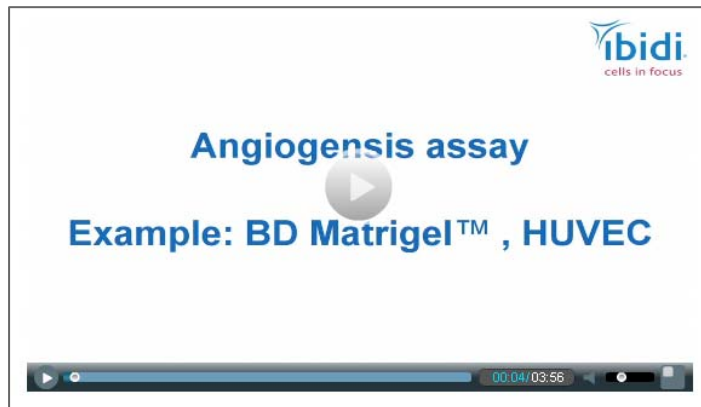 ibidi
cells in focus
Angiogensis assay
Example: BD Matrigel™ , HUVEC
00:04/03:56